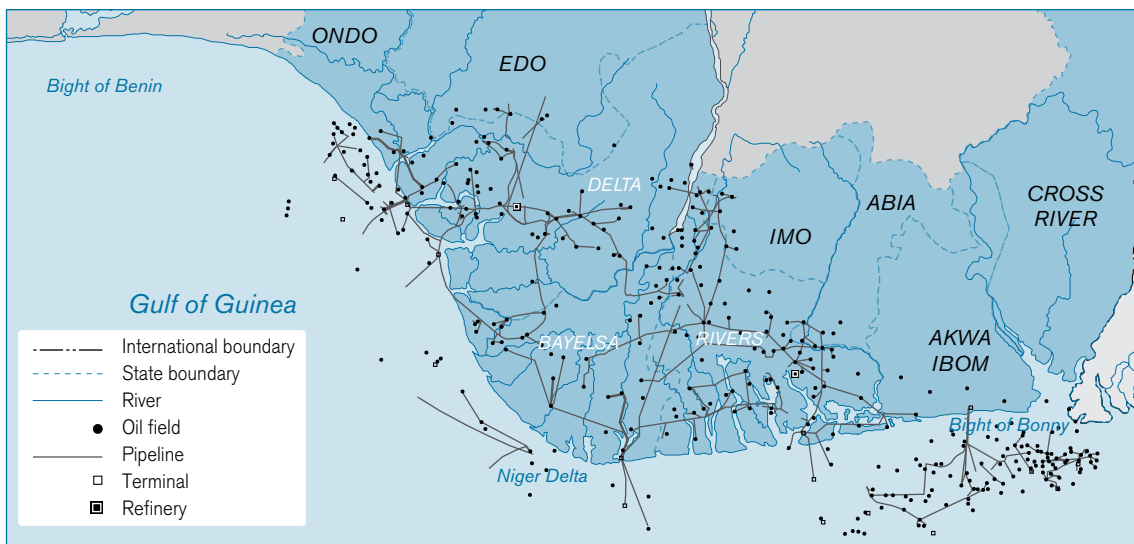 ONDO
EDO
Bight of Benin
DELTA
ABIA
CROSS
RIVER
IMO
Gulf of Guinea
International boundary
State boundary
River
Oil field
Pipeline
Terminal
Refinery
BAYELSA
RIVERS
AKWA
IBOM
Bight of Bonny
Niger Delta